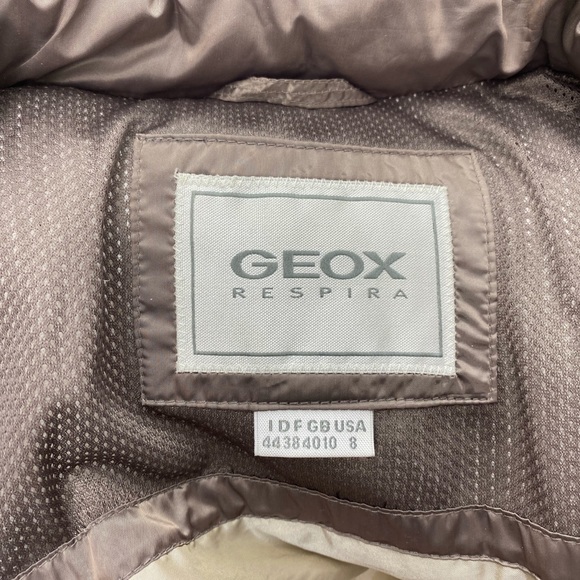 GEOX
RESPIRA
I D F GB USA
44 38 40 10 8